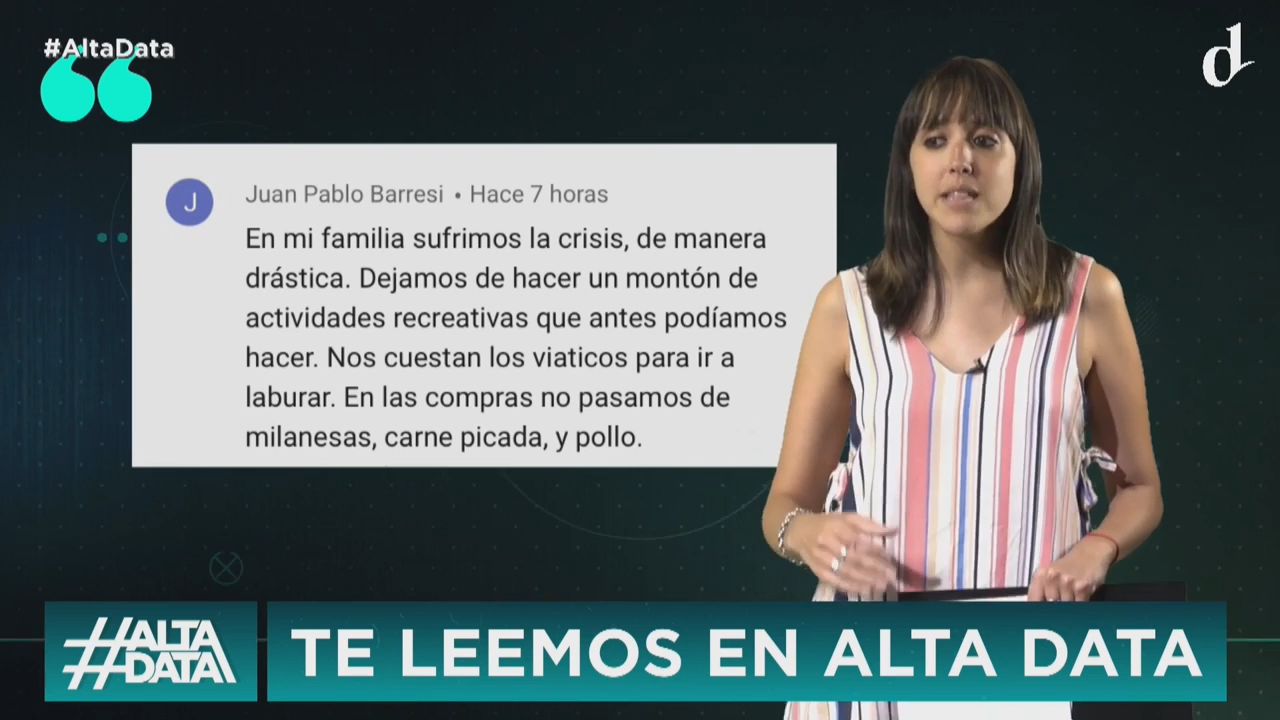 #AltaData
d
J
Juan Pablo Barresi • Hace 7 horas
En mi familia sufrimos la crisis, de manera
drástica. Dejamos de hacer un montón de
actividades recreativas que antes podíamos
hacer. Nos cuestan los viaticos para ir a
laburar. En las compras no pasamos de
milanesas, carne picada, y pollo.
#ALTA
DATA
TE LEEMOS EN ALTA DATA